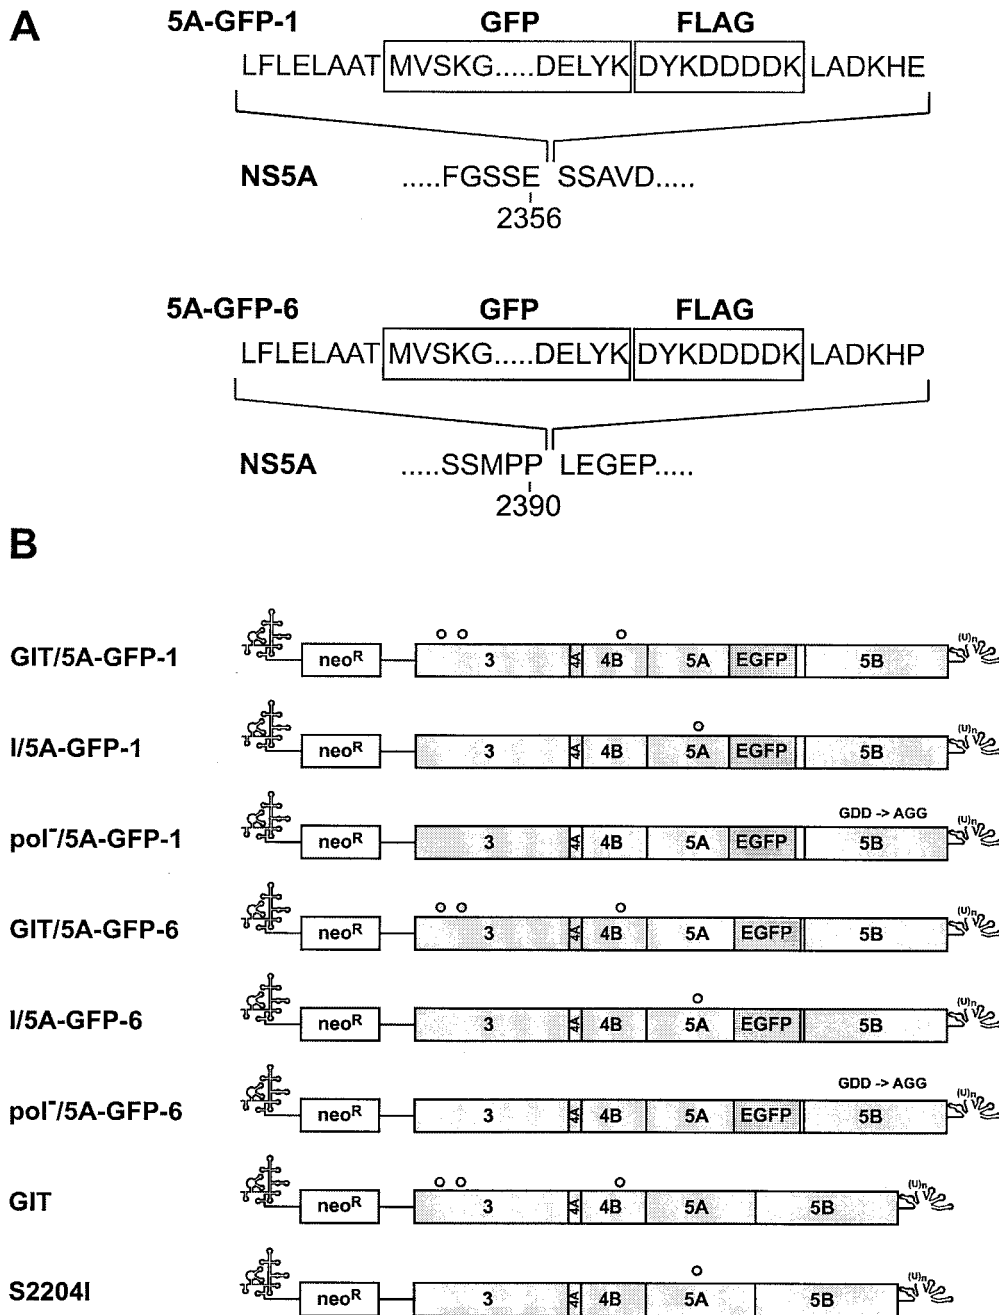 A
5A-GFP-1 GFP FLAG
LFLELAAT MVSKG.....DELYK DYKDDDDK LADKHE
NS5A .....FGSSE SSAVD.....
2356
5A-GFP-6 GFP FLAG
LFLELAAT MVSKG.....DELYK DYKDDDDK LADKHP
NS5A .....SSMPP LEGEP.....
2390
B
GIT/5A-GFP-1 neoR 3 4A 4B 5A EGFP 5B (U)n
I/5A-GFP-1 neoR 3 4A 4B 5A EGFP 5B (U)n
GDD -> AGG
pol-/5A-GFP-1 neoR 3 4A 4B 5A EGFP 5B (U)n
GIT/5A-GFP-6 neoR 3 4A 4B 5A EGFP 5B (U)n
I/5A-GFP-6 neoR 3 4A 4B 5A EGFP 5B (U)n
GDD -> AGG
pol-/5A-GFP-6 neoR 3 4A 4B 5A EGFP 5B (U)n
GIT neoR 3 4A 4B 5A 5B (U)n
S2204I neoR 3 4A 4B 5A 5B (U)n